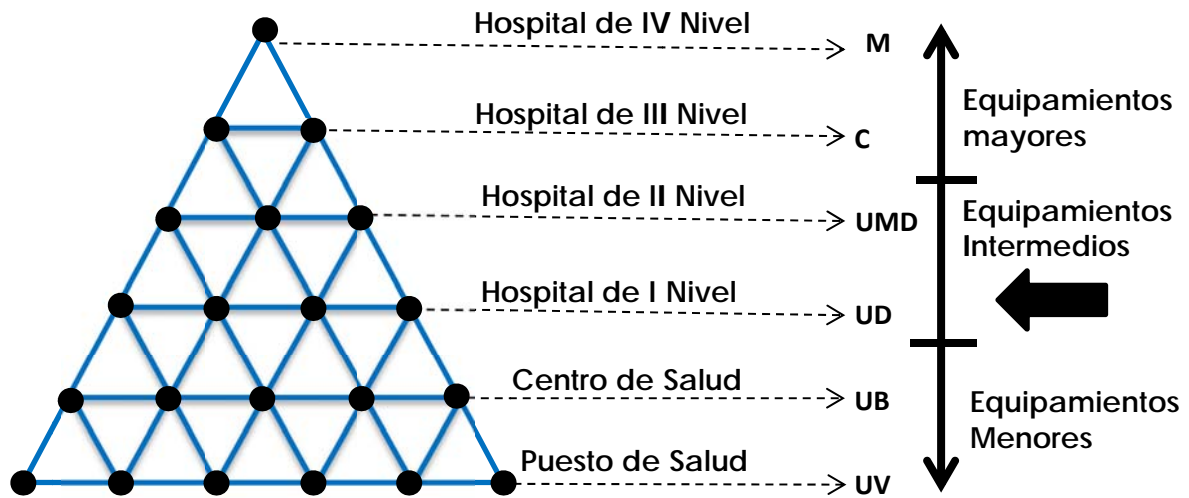 Hospital de IV Nivel
M
Hospital de III Nivel
C
Equipamientos
mayores
Hospital de II Nivel
UMD
Equipamientos
Intermedios
Hospital de I Nivel
UD
Centro de Salud
UB
Equipamientos
Menores
Puesto de Salud
UV